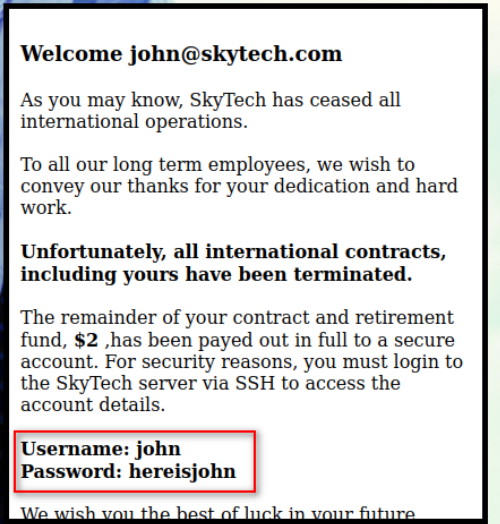 Welcome john@skytech.com
As you may know, SkyTech has ceased all
international operations.
To all our long term employees, we wish to
convey our thanks for your dedication and hard
work.
Unfortunately, all international contracts,
including yours have been terminated.
The remainder of your contract and retirement
fund, $2 ,has been payed out in full to a secure
account. For security reasons, you must login to
the SkyTech server via SSH to access the
account details.
Username: john
Password: hereisjohn
We wish you the best of luck in your future